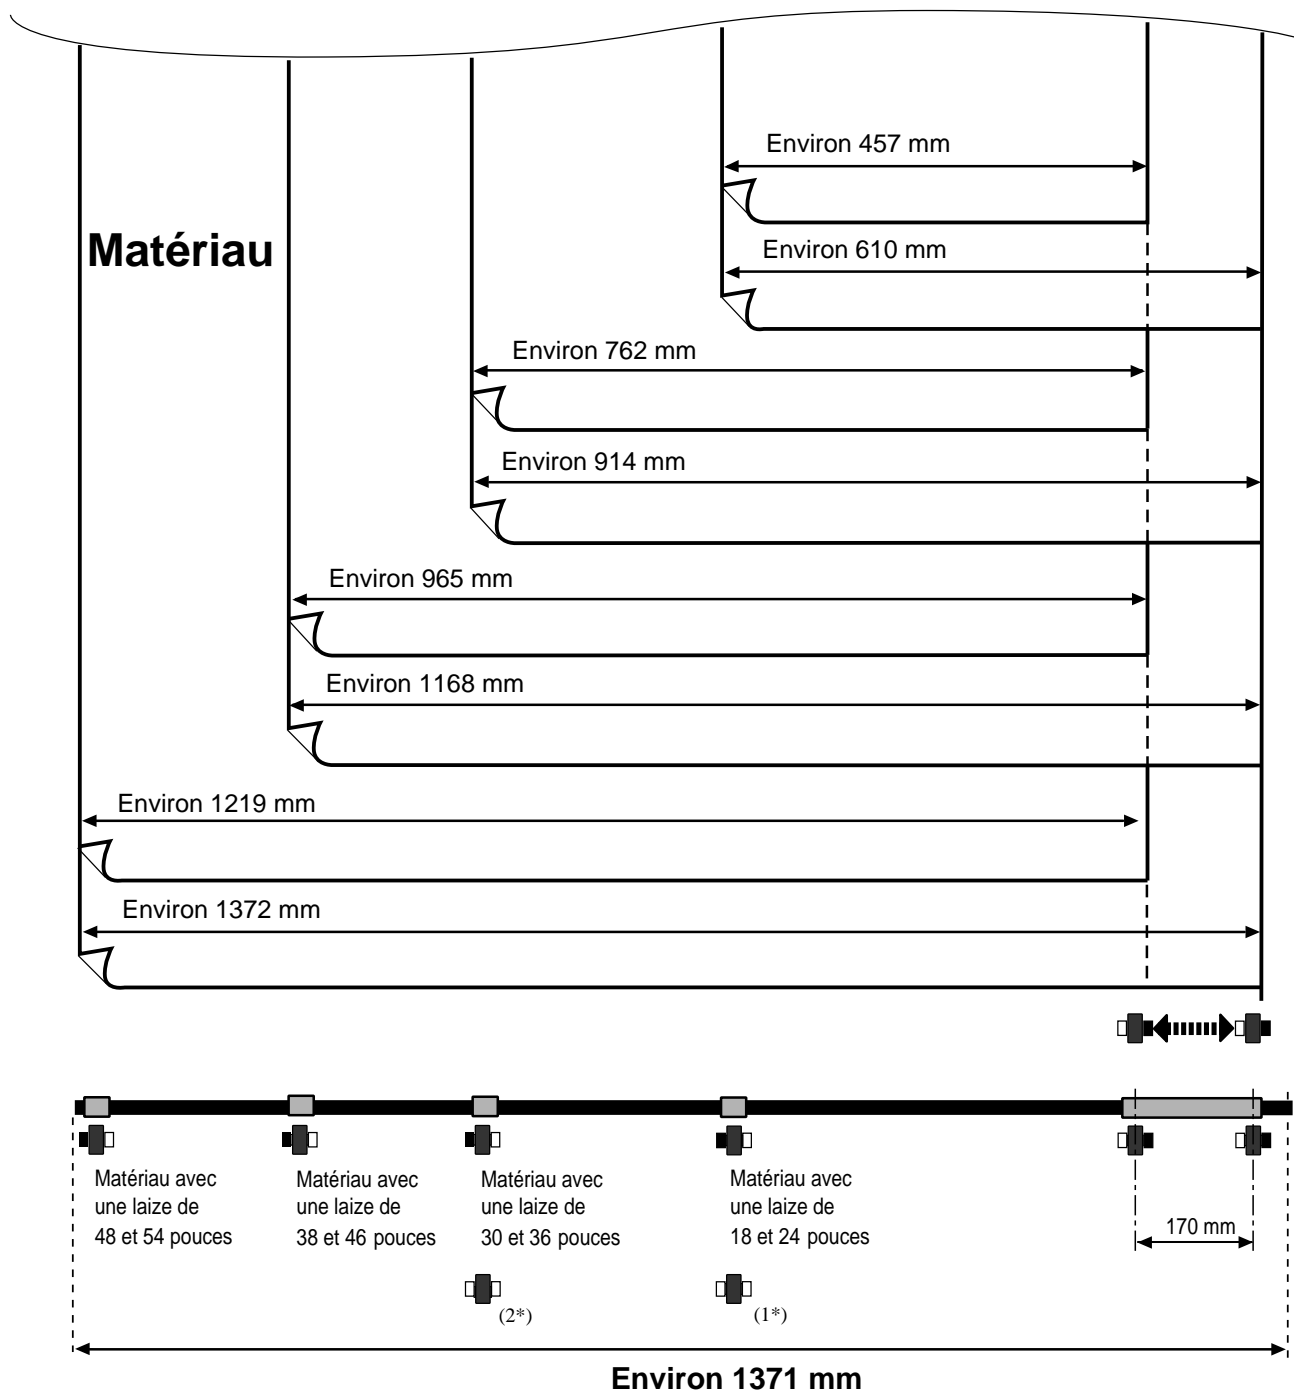 Environ 457 mm
Matériau
Environ 610 mm
Environ 762 mm
Environ 914 mm
Environ 965 mm
Environ 1168 mm
Environ 1219 mm
Environ 1372 mm
Matériau avec
une laize de
48 et 54 pouces
Matériau avec
une laize de
38 et 46 pouces
Matériau avec
une laize de
30 et 36 pouces
Matériau avec
une laize de
18 et 24 pouces
170 mm
(2*)
(1*)
Environ 1371 mm